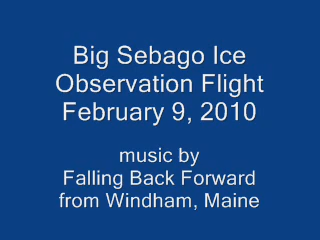 Big Sebago Ice
Observation Flight
February 9, 2010
music by
Falling Back Forward
from Windham, Maine